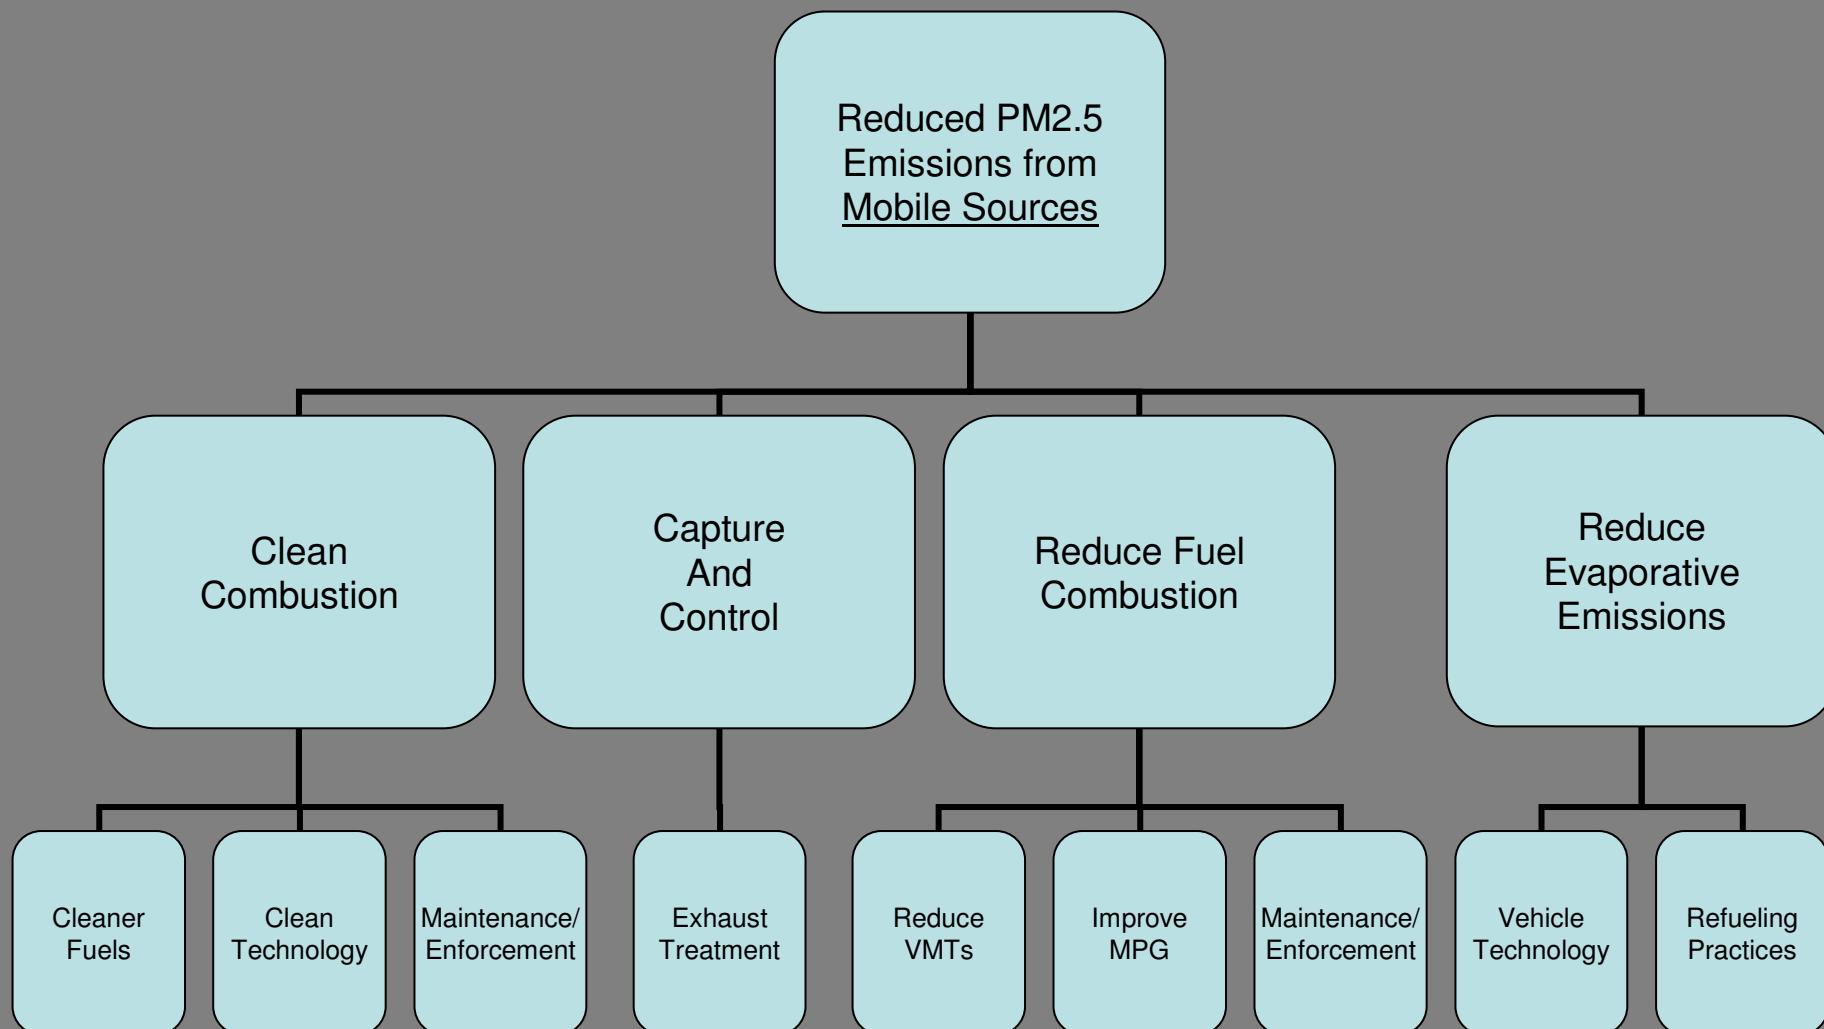 Reduced PM2.5
Emissions from
Mobile Sources
Clean
Combustion
Capture
And
Control
Reduce Fuel
Combustion
Reduce
Evaporative
Emissions
Cleaner
Fuels
Clean
Technology
Maintenance/
Enforcement
Exhaust
Treatment
Reduce
VMTs
Improve
MPG
Maintenance/
Enforcement
Vehicle
Technology
Refueling
Practices